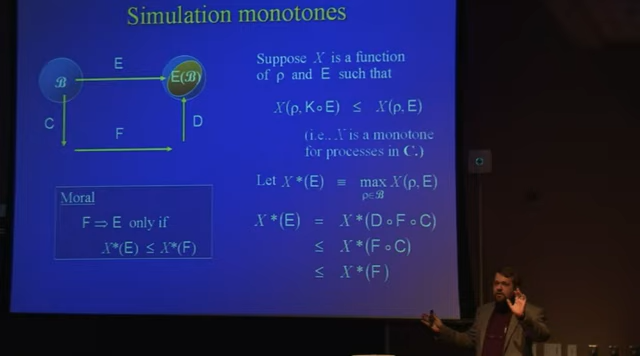 Simulation monotones
E
ℬ
E(ℬ)
C
F
D
Suppose X is a function
of ρ and E such that
X(ρ, K∘E) ≤ X(ρ, E)
(i.e., X is a monotone
for processes in C.)
Let X*(E) ≡ max X(ρ, E)
ρ∈ℬ
X*(E) = X*(D∘F∘C)
≤ X*(F∘C)
≤ X*(F)
Moral
F ⇒ E only if
X*(E) ≤ X*(F)